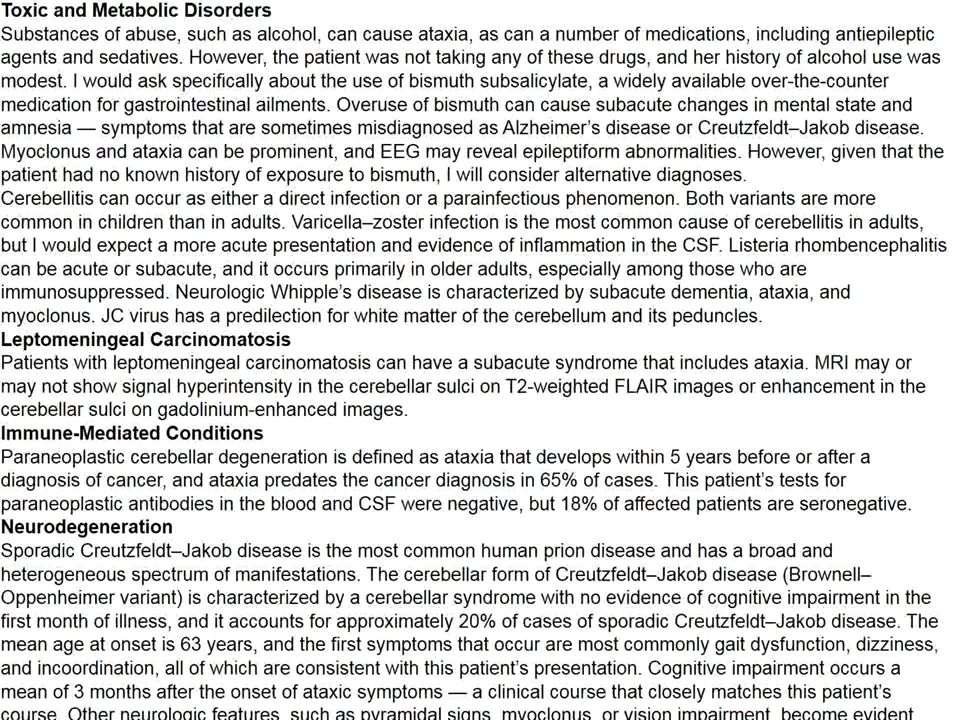 Toxic and Metabolic Disorders
Substances of abuse, such as alcohol, can cause ataxia, as can a number of medications, including antiepileptic
agents and sedatives. However, the patient was not taking any of these drugs, and her history of alcohol use was
modest. I would ask specifically about the use of bismuth subsalicylate, a widely available over-the-counter
medication for gastrointestinal ailments. Overuse of bismuth can cause subacute changes in mental state and
amnesia — symptoms that are sometimes misdiagnosed as Alzheimer's disease or Creutzfeldt–Jakob disease.
Myoclonus and ataxia can be prominent, and EEG may reveal epileptiform abnormalities. However, given that the
patient had no known history of exposure to bismuth, I will consider alternative diagnoses.
Cerebellitis can occur as either a direct infection or a parainfectious phenomenon. Both variants are more
common in children than in adults. Varicella–zoster infection is the most common cause of cerebellitis in adults,
but I would expect a more acute presentation and evidence of inflammation in the CSF. Listeria rhombencephalitis
can be acute or subacute, and it occurs primarily in older adults, especially among those who are
immunosuppressed. Neurologic Whipple's disease is characterized by subacute dementia, ataxia, and
myoclonus. JC virus has a predilection for white matter of the cerebellum and its peduncles.
Leptomeningeal Carcinomatosis
Patients with leptomeningeal carcinomatosis can have a subacute syndrome that includes ataxia. MRI may or
may not show signal hyperintensity in the cerebellar sulci on T2-weighted FLAIR images or enhancement in the
cerebellar sulci on gadolinium-enhanced images.
Immune-Mediated Conditions
Paraneoplastic cerebellar degeneration is defined as ataxia that develops within 5 years before or after a
diagnosis of cancer, and ataxia predates the cancer diagnosis in 65% of cases. This patient's tests for
paraneoplastic antibodies in the blood and CSF were negative, but 18% of affected patients are seronegative.
Neurodegeneration
Sporadic Creutzfeldt–Jakob disease is the most common human prion disease and has a broad and
heterogeneous spectrum of manifestations. The cerebellar form of Creutzfeldt–Jakob disease (Brownell–
Oppenheimer variant) is characterized by a cerebellar syndrome with no evidence of cognitive impairment in the
first month of illness, and it accounts for approximately 20% of cases of sporadic Creutzfeldt–Jakob disease. The
mean age at onset is 63 years, and the first symptoms that occur are most commonly gait dysfunction, dizziness,
and incoordination, all of which are consistent with this patient's presentation. Cognitive impairment occurs a
mean of 3 months after the onset of ataxic symptoms — a clinical course that closely matches this patient's
course. Other neurologic features, such as pyramidal signs, myoclonus, or vision impairment, become evident